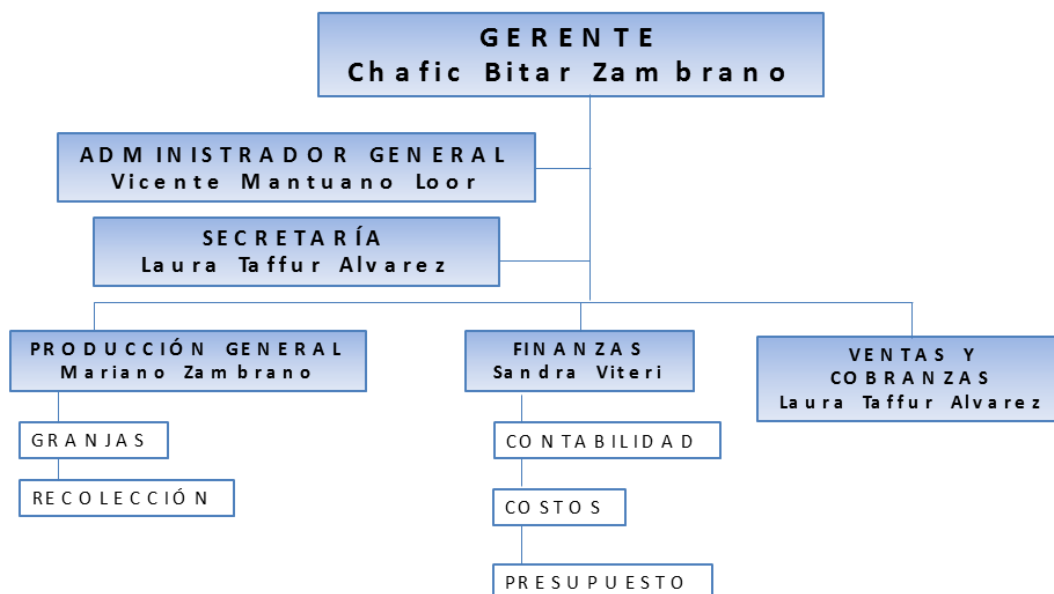 GERENTE
Chafic Bitar Zambrano
ADMINISTRADOR GENERAL
Vicente Mantuano Loor
SECRETARÍA
Laura Taffur Alvarez
PRODUCCIÓN GENERAL
Mariano Zambrano
FINANZAS
Sandra Viteri
VENTAS Y
COBRANZAS
Laura Taffur Alvarez
GRANJAS
RECOLECCIÓN
CONTABILIDAD
COSTOS
PRESUPUESTO